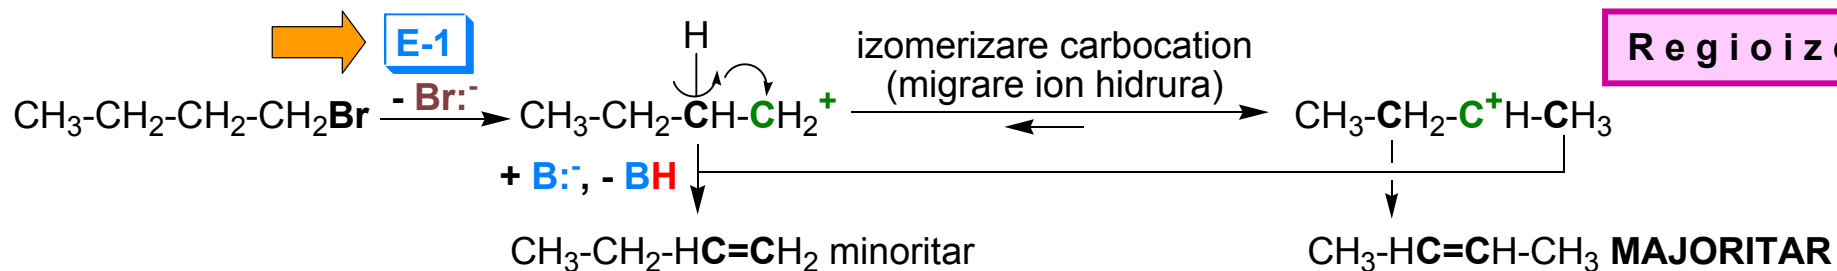 E-1
H
izomerizare carbocation
(migrare ion hidrura)
Regioiz
- Br:⁻
CH₃-CH₂-CH₂-CH₂Br
CH₃-CH₂-CH-CH₂⁺
CH₃-CH₂-C⁺H-CH₃
+ B:⁻, - BH
CH₃-CH₂-HC=CH₂ minoritar
CH₃-HC=CH-CH₃ MAJORITAR